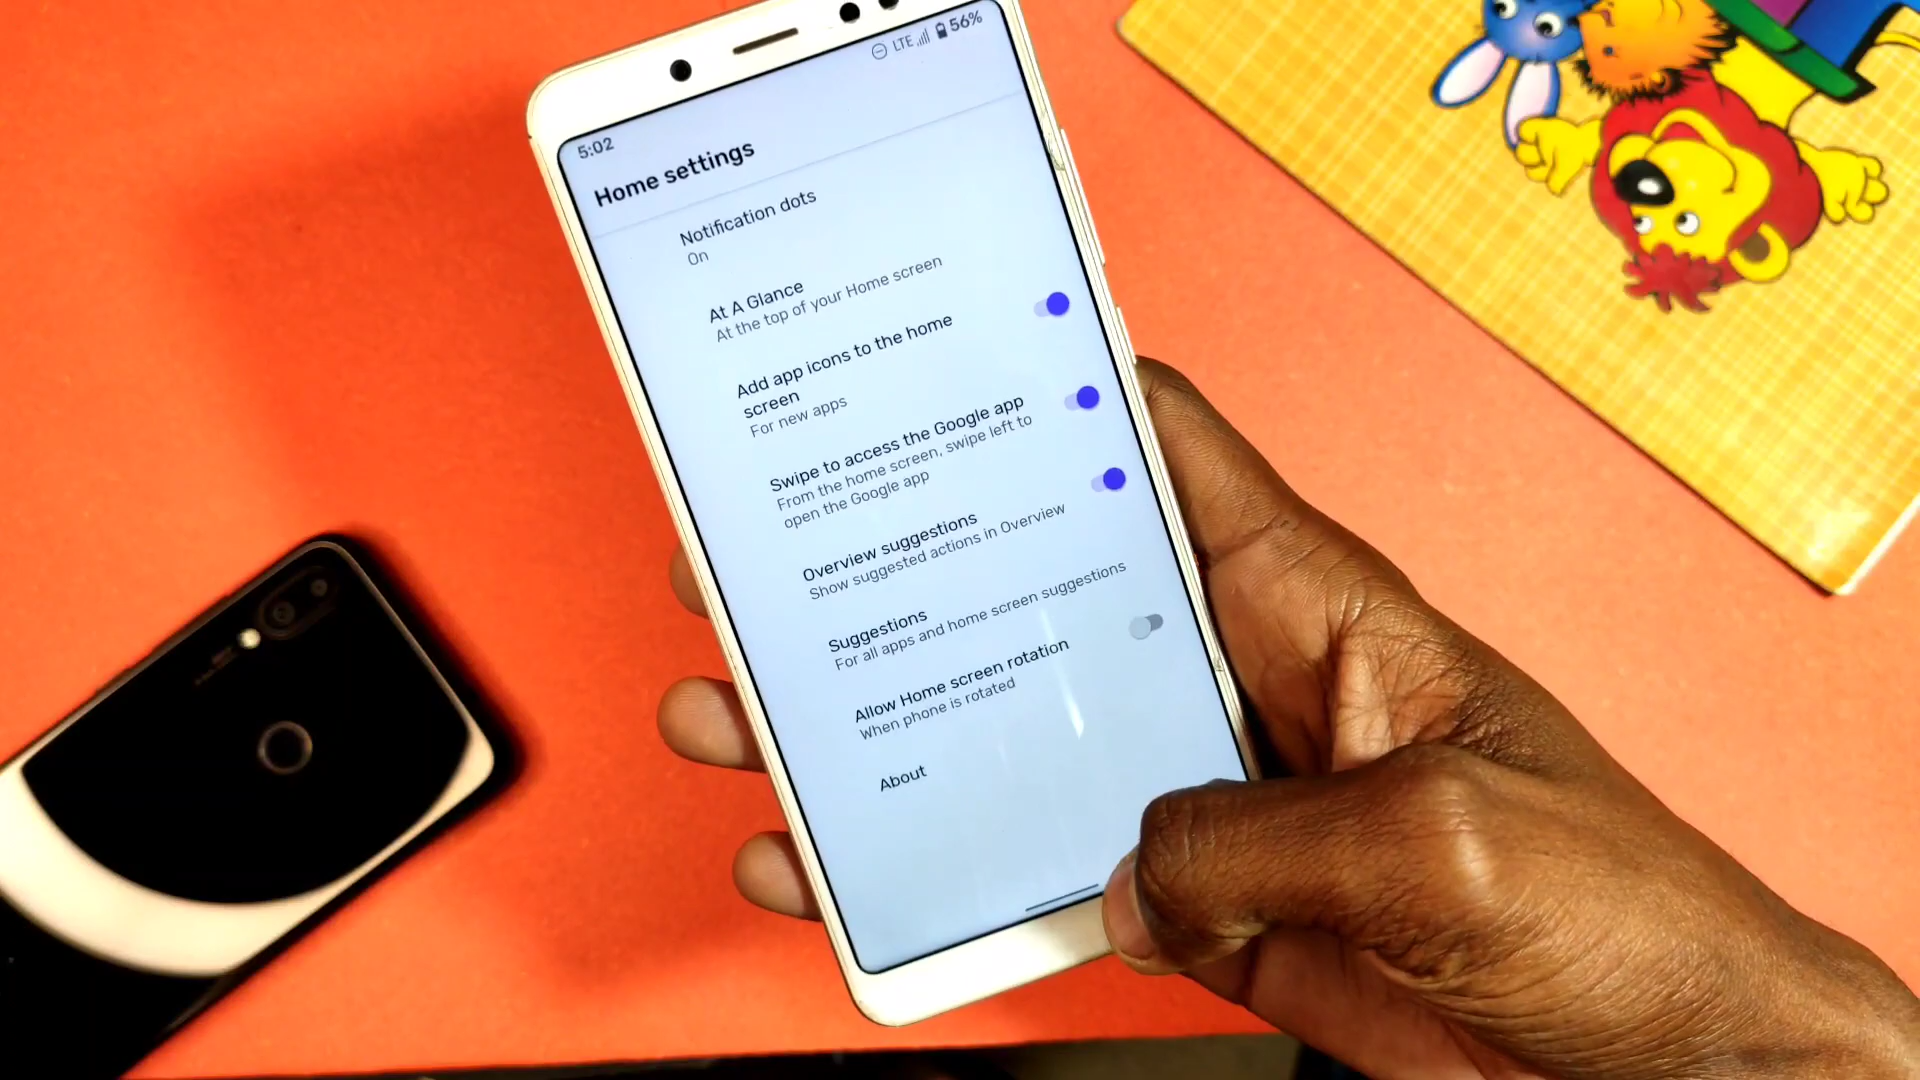 5:02
LTE 56%
Home settings
Notification dots
On
At A Glance
At the top of your Home screen
Add app icons to the home
screen
For new apps
Swipe to access the Google app
From the home screen, swipe left to
open the Google app
Overview suggestions
Show suggested actions in Overview
Suggestions
For all apps and home screen suggestions
Allow Home screen rotation
When phone is rotated
About